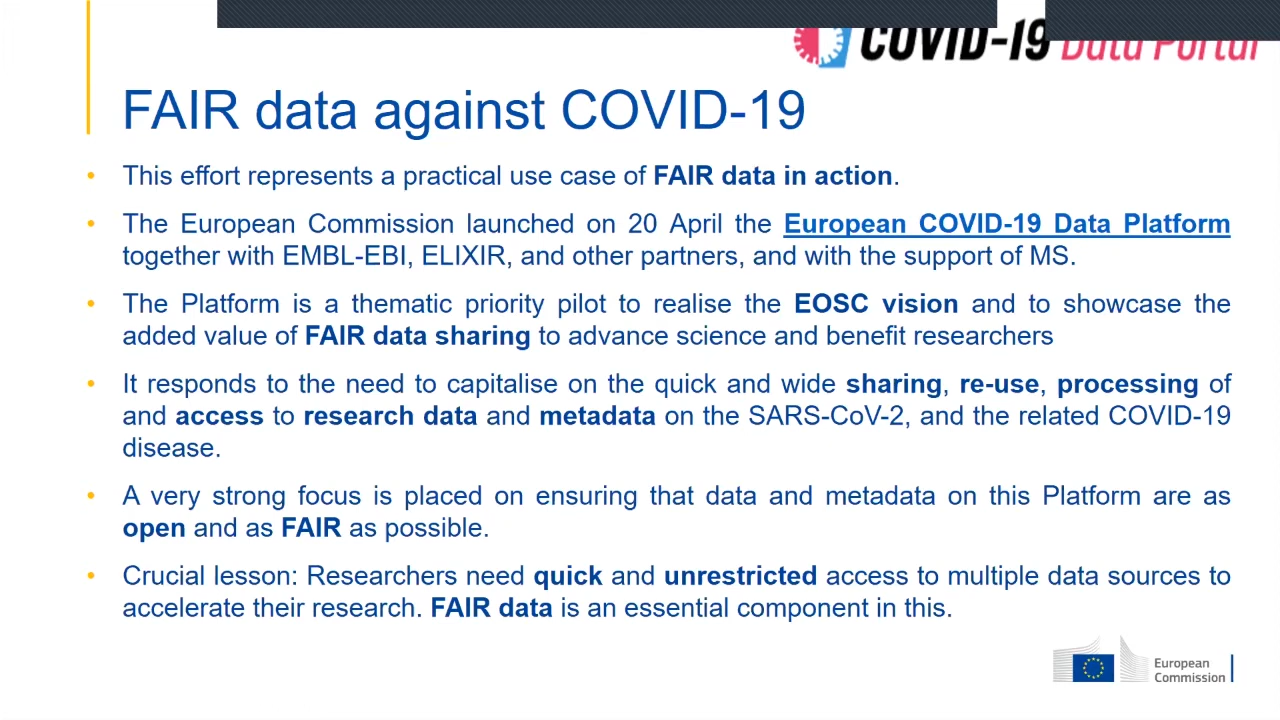 COVID-19 Data Portal
FAIR data against COVID-19
• This effort represents a practical use case of FAIR data in action.
• The European Commission launched on 20 April the European COVID-19 Data Platform
together with EMBL-EBI, ELIXIR, and other partners, and with the support of MS.
• The Platform is a thematic priority pilot to realise the EOSC vision and to showcase the
added value of FAIR data sharing to advance science and benefit researchers
• It responds to the need to capitalise on the quick and wide sharing, re-use, processing of
and access to research data and metadata on the SARS-CoV-2, and the related COVID-19
disease.
• A very strong focus is placed on ensuring that data and metadata on this Platform are as
open and as FAIR as possible.
• Crucial lesson: Researchers need quick and unrestricted access to multiple data sources to
accelerate their research. FAIR data is an essential component in this.
European
Commission